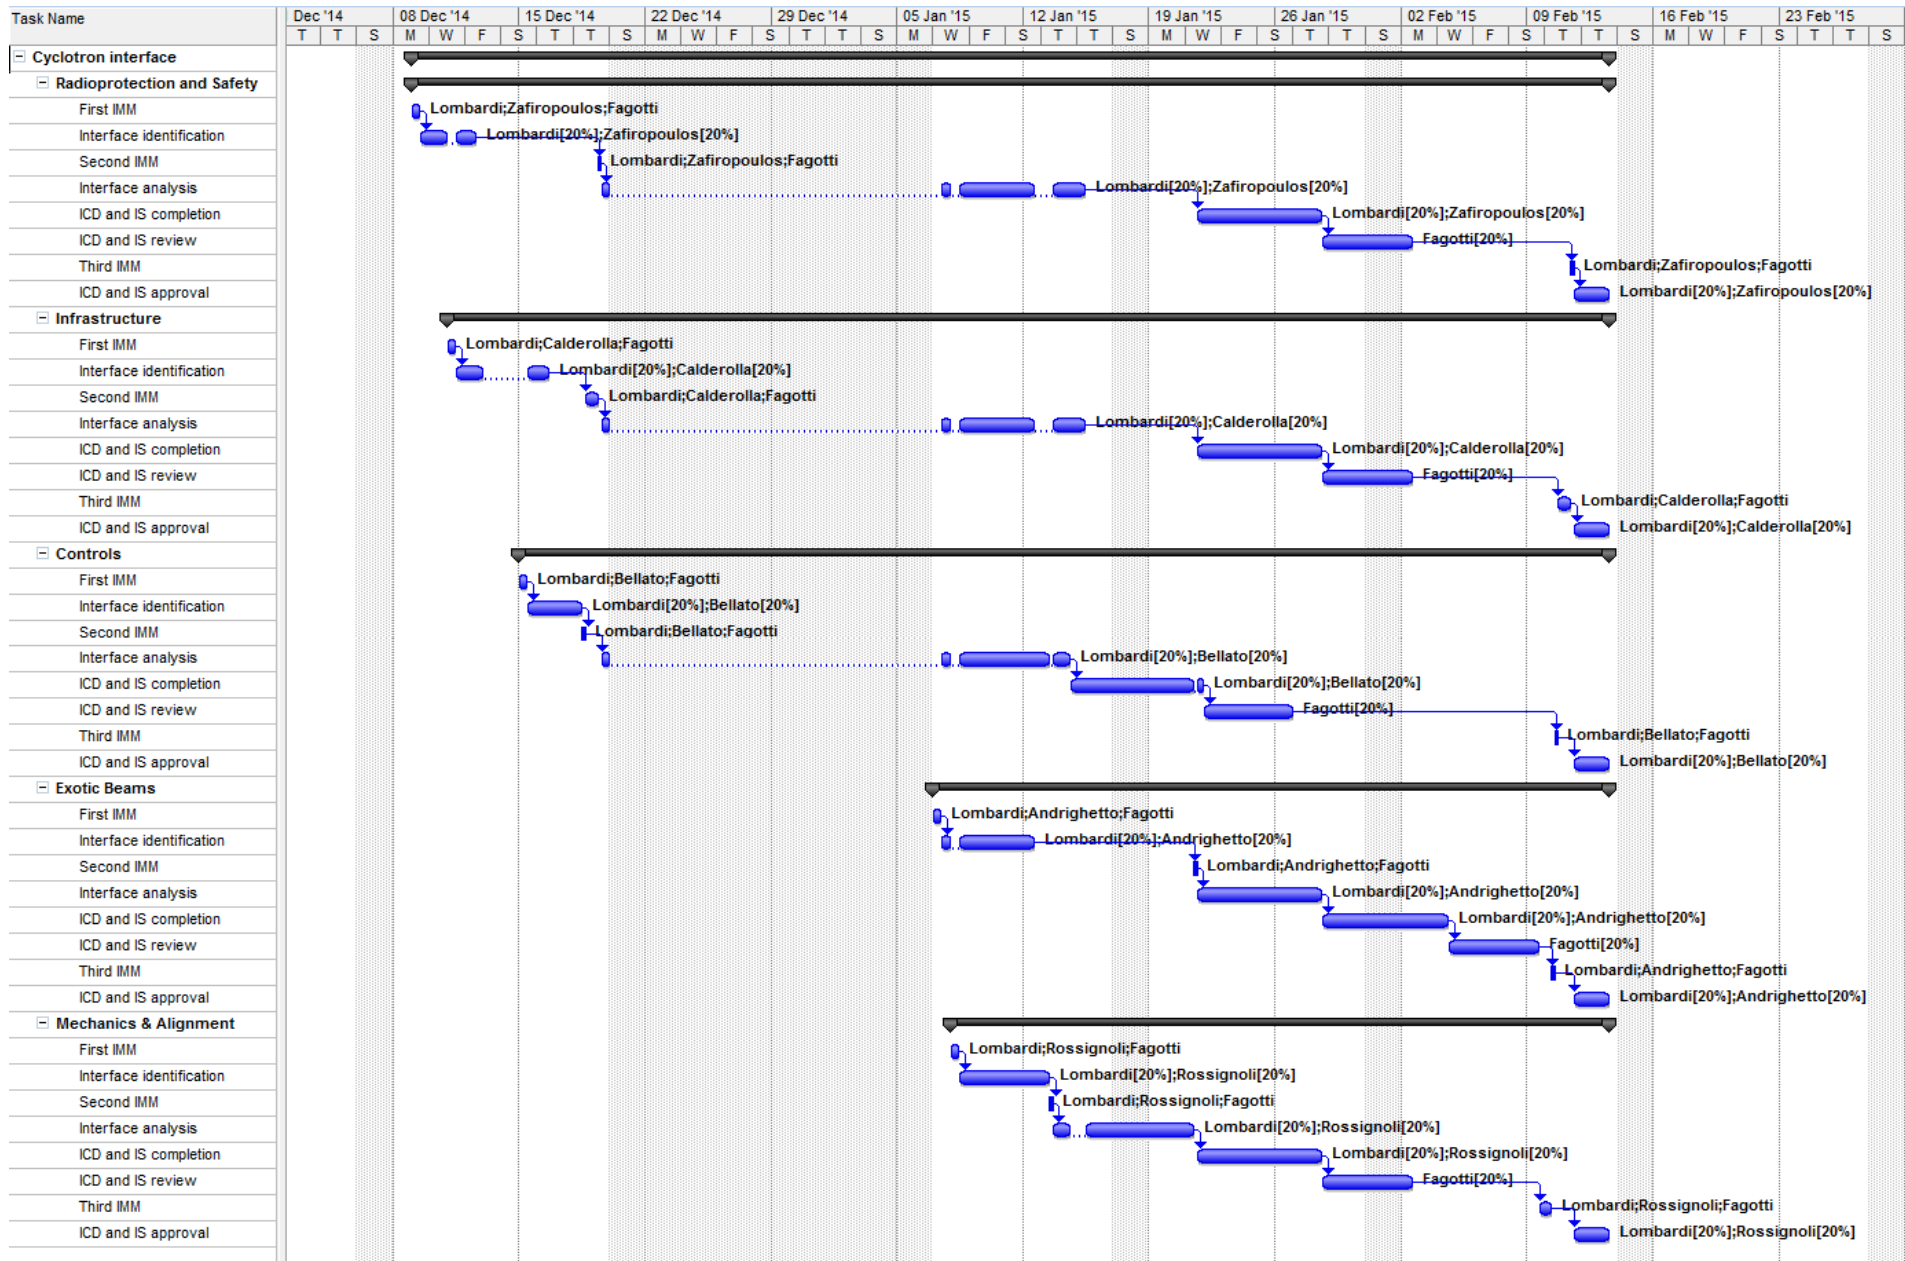 Task Name
Dec '14 08 Dec '14 15 Dec '14 22 Dec '14 29 Dec '14 05 Jan '15 12 Jan '15 19 Jan '15 26 Jan '15 02 Feb '15 09 Feb '15 16 Feb '15 23 Feb '15
T T S M W F S T T S M W F S T T S M W F S T T S M W F S T T S M W F S T T S M W F S T T S
Cyclotron interface
Radioprotection and Safety
First IMM Lombardi;Zafiropoulos;Fagotti
Interface identification Lombardi[20%];Zafiropoulos[20%]
Second IMM Lombardi;Zafiropoulos;Fagotti
Interface analysis Lombardi[20%];Zafiropoulos[20%]
ICD and IS completion Lombardi[20%];Zafiropoulos[20%]
ICD and IS review Fagotti[20%]
Third IMM Lombardi;Zafiropoulos;Fagotti
ICD and IS approval Lombardi[20%];Zafiropoulos[20%]
Infrastructure
First IMM Lombardi;Calderolla;Fagotti
Interface identification Lombardi[20%];Calderolla[20%]
Second IMM Lombardi;Calderolla;Fagotti
Interface analysis Lombardi[20%];Calderolla[20%]
ICD and IS completion Lombardi[20%];Calderolla[20%]
ICD and IS review Fagotti[20%]
Third IMM Lombardi;Calderolla;Fagotti
ICD and IS approval Lombardi[20%];Calderolla[20%]
Controls
First IMM Lombardi;Bellato;Fagotti
Interface identification Lombardi[20%];Bellato[20%]
Second IMM Lombardi;Bellato;Fagotti
Interface analysis Lombardi[20%];Bellato[20%]
ICD and IS completion Lombardi[20%];Bellato[20%]
ICD and IS review Fagotti[20%]
Third IMM Lombardi;Bellato;Fagotti
ICD and IS approval Lombardi[20%];Bellato[20%]
Exotic Beams
First IMM Lombardi;Andrighetto;Fagotti
Interface identification Lombardi[20%];Andrighetto[20%]
Second IMM Lombardi;Andrighetto;Fagotti
Interface analysis Lombardi[20%];Andrighetto[20%]
ICD and IS completion Lombardi[20%];Andrighetto[20%]
ICD and IS review Fagotti[20%]
Third IMM Lombardi;Andrighetto;Fagotti
ICD and IS approval Lombardi[20%];Andrighetto[20%]
Mechanics & Alignment
First IMM Lombardi;Rossignoli;Fagotti
Interface identification Lombardi[20%];Rossignoli[20%]
Second IMM Lombardi;Rossignoli;Fagotti
Interface analysis Lombardi[20%];Rossignoli[20%]
ICD and IS completion Lombardi[20%];Rossignoli[20%]
ICD and IS review Fagotti[20%]
Third IMM Lombardi;Rossignoli;Fagotti
ICD and IS approval Lombardi[20%];Rossignoli[20%]